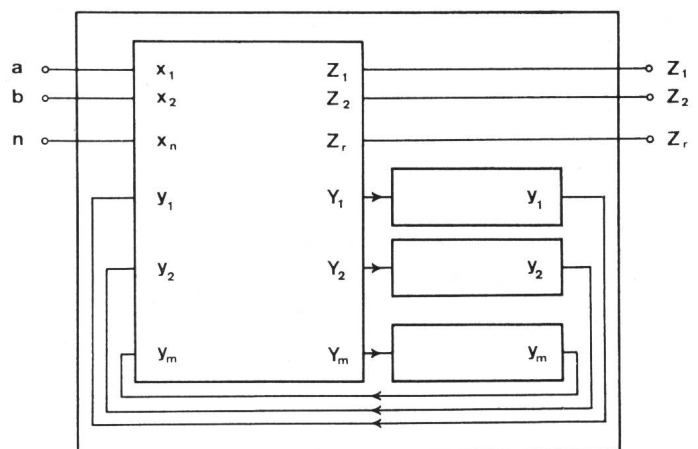 a x₁ Z₁ Z₁
b x₂ Z₂ Z₂
n xₙ Zᵣ Zᵣ
y₁ Y₁ y₁
y₂ Y₂ y₂
yₘ Yₘ yₘ